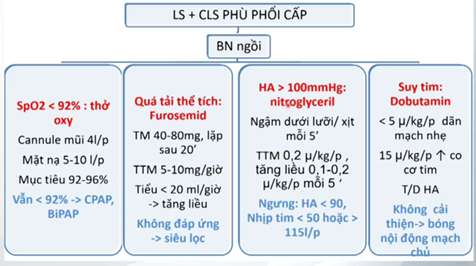 LS + CLS PHÙ PHỔI CẤP
BN ngồi
SpO2 < 92% : thở
oxy
Cannule mũi 4l/p
Mặt nạ 5-10 l/p
Mục tiêu 92-96%
Vẫn < 92% -> CPAP,
BiPAP
Quá tải thể tích:
Furosemid
TM 40-80mg, lặp
sau 20’
TTM 5-10mg/giờ
Tiểu < 20 ml/giờ
-> tăng liều
Không đáp ứng
-> siêu lọc
HA > 100mmHg:
nitroglyceril
Ngậm dưới lưỡi/ xịt
mỗi 5’
TTM 0,2 µ/kg/p ,
tăng liều 0,1-0,2
µ/kg/p mỗi 5 ’
Ngưng: HA < 90,
Nhịp tim < 50 hoặc >
115l/p
Suy tim:
Dobutamin
< 5 µ/kg/p dãn
mạch nhẹ
15 µ/kg/p ↑ co
cơ tim
T/D HA
Không cải
thiện-> bóng
nội động mạch
chủ